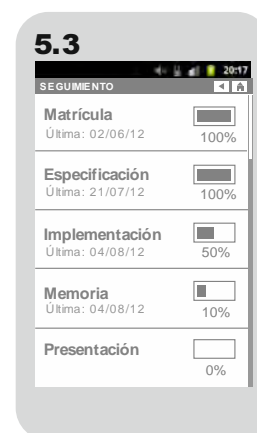 5.3
20:17
SEGUIMIENTO
Matrícula
Última: 02/06/12
100%
Especificación
Última: 21/07/12
100%
Implementación
Última: 04/08/12
50%
Memoria
Última: 04/08/12
10%
Presentación
0%